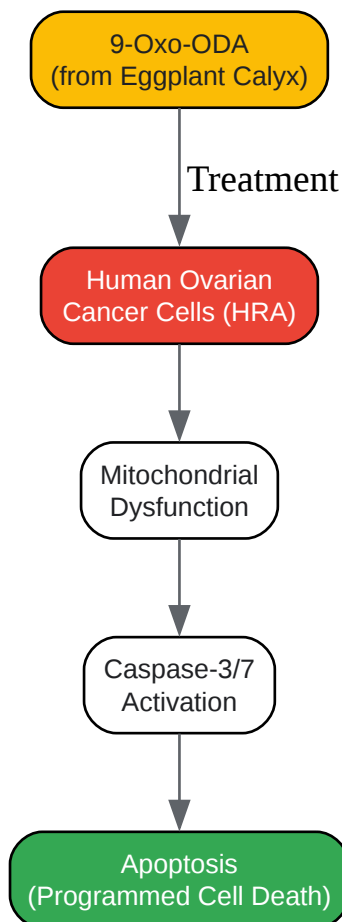 9-Oxo-ODA
(from Eggplant Calyx)
Treatment
Human Ovarian
Cancer Cells (HRA)
Mitochondrial
Dysfunction
Caspase-3/7
Activation
Apoptosis
(Programmed Cell Death)